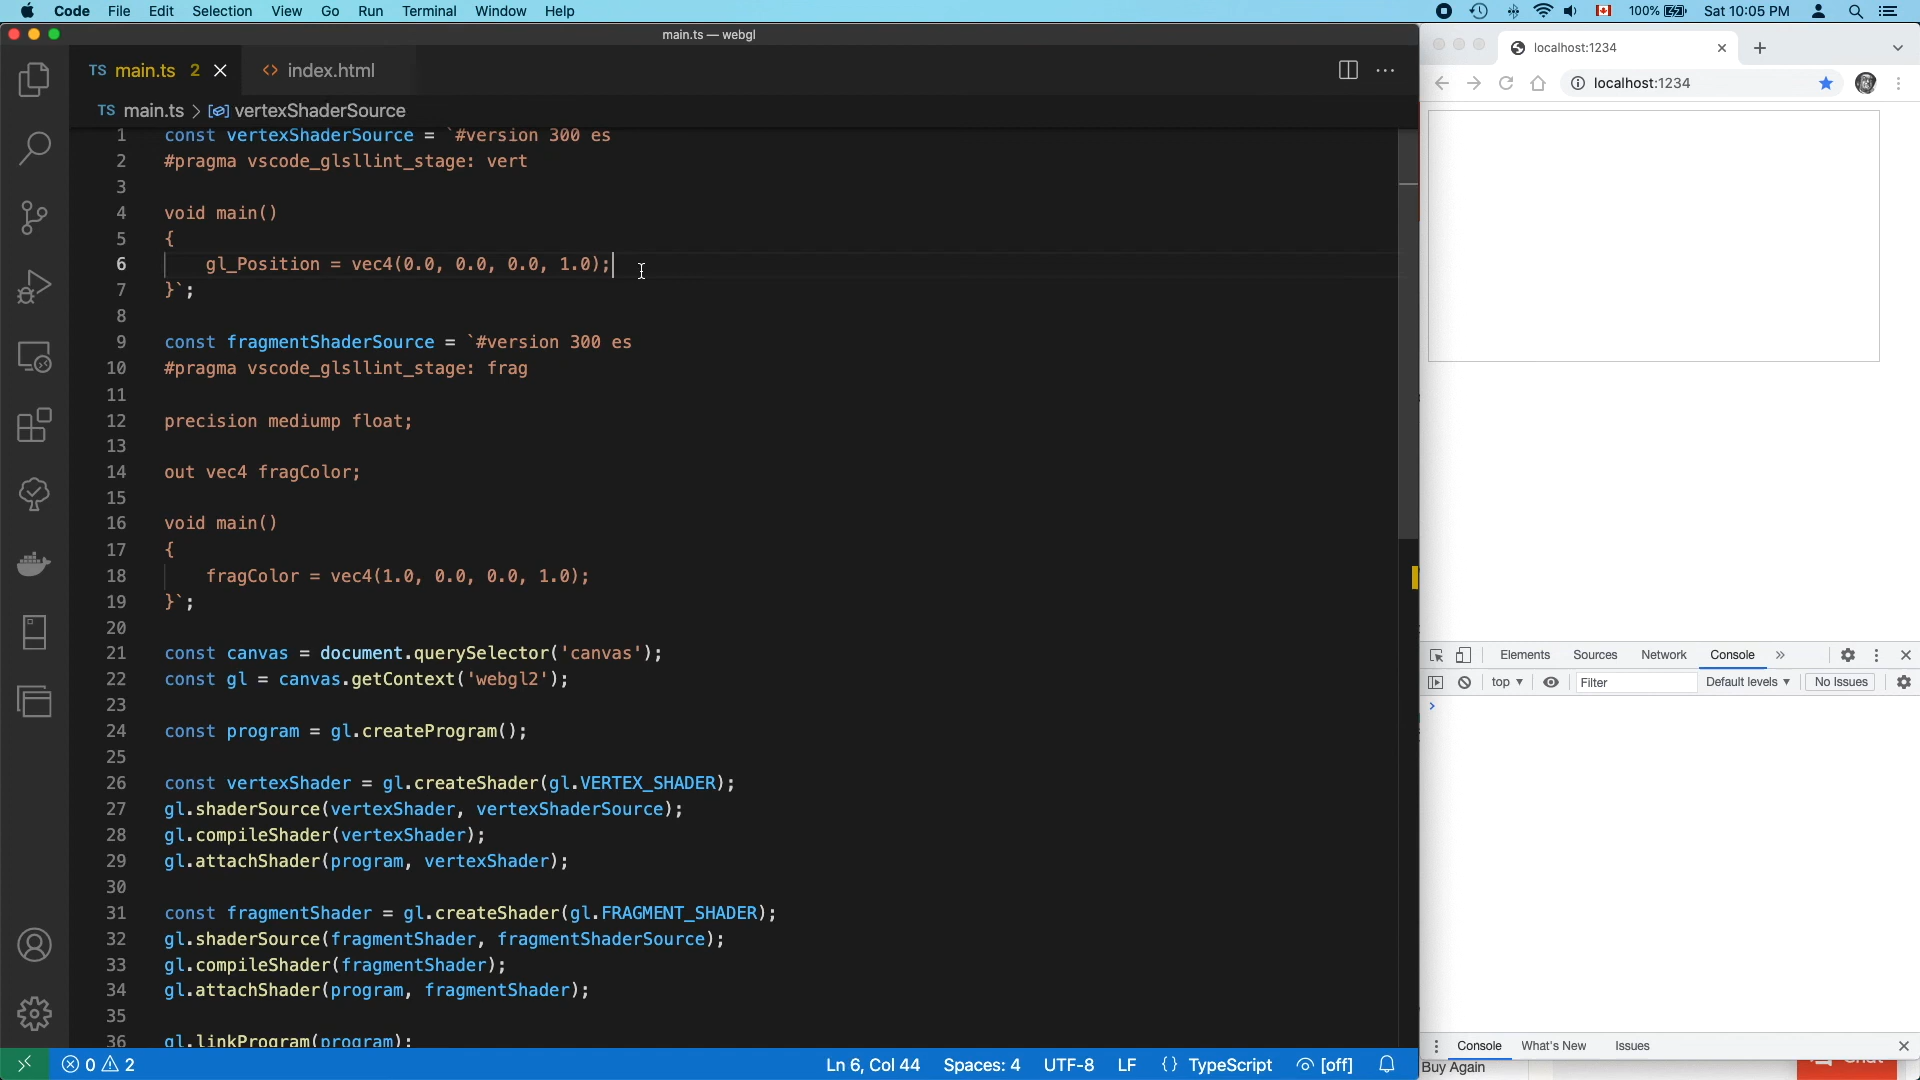 Code File Edit Selection View Go Run Terminal Window Help
100% Sat 10:05 PM
main.ts — webgl
TS main.ts 2
<> index.html
TS main.ts > vertexShaderSource
1 const vertexShaderSource = `#version 300 es
2 #pragma vscode_glsllint_stage: vert
3
4 void main()
5 {
6 gl_Position = vec4(0.0, 0.0, 0.0, 1.0);
7 }`;
8
9 const fragmentShaderSource = `#version 300 es
10 #pragma vscode_glsllint_stage: frag
11
12 precision mediump float;
13
14 out vec4 fragColor;
15
16 void main()
17 {
18 fragColor = vec4(1.0, 0.0, 0.0, 1.0);
19 }`;
20
21 const canvas = document.querySelector('canvas');
22 const gl = canvas.getContext('webgl2');
23
24 const program = gl.createProgram();
25
26 const vertexShader = gl.createShader(gl.VERTEX_SHADER);
27 gl.shaderSource(vertexShader, vertexShaderSource);
28 gl.compileShader(vertexShader);
29 gl.attachShader(program, vertexShader);
30
31 const fragmentShader = gl.createShader(gl.FRAGMENT_SHADER);
32 gl.shaderSource(fragmentShader, fragmentShaderSource);
33 gl.compileShader(fragmentShader);
34 gl.attachShader(program, fragmentShader);
35
36 gl.linkProgram(program);
0 2
Ln 6, Col 44 Spaces: 4 UTF-8 LF {} TypeScript [off]
localhost:1234
localhost:1234
Elements Sources Network Console »
top Filter Default levels No Issues
Console What's New Issues
Buy Again
Chat